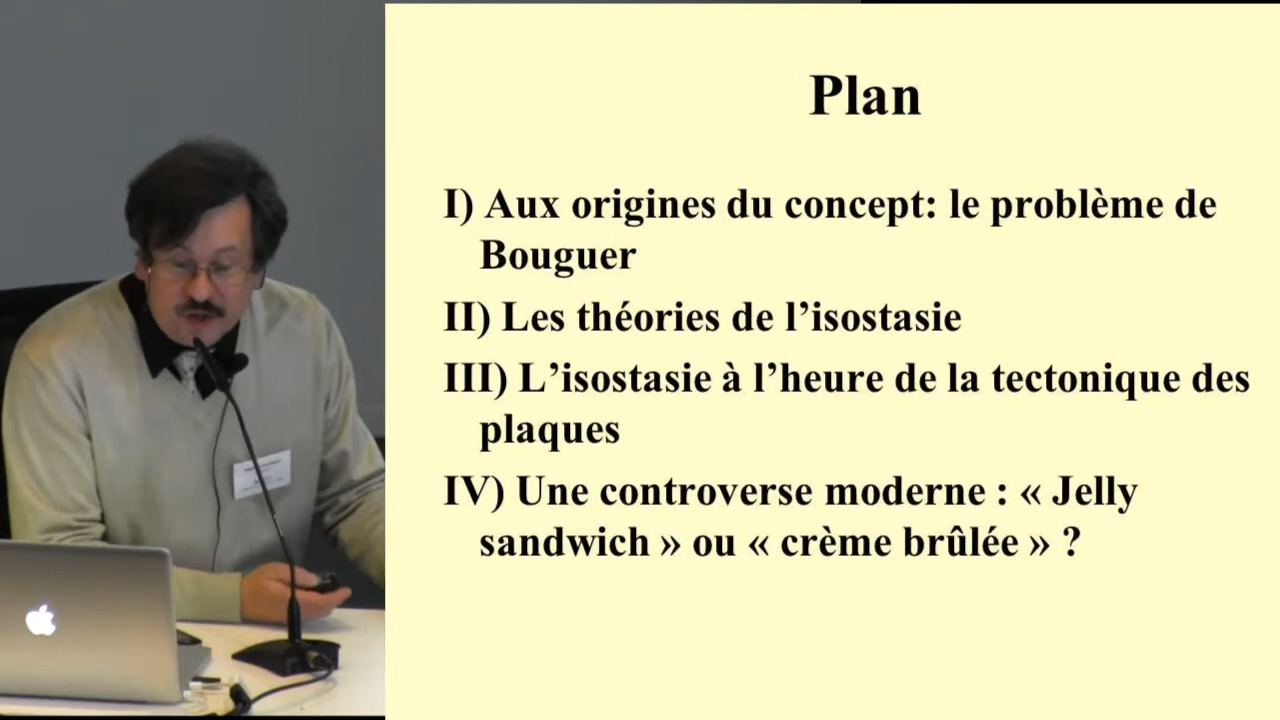 Plan
I) Aux origines du concept: le problème de
Bouguer
II) Les théories de l’isostasie
III) L’isostasie à l’heure de la tectonique des
plaques
IV) Une controverse moderne : « Jelly
sandwich » ou « crème brûlée » ?